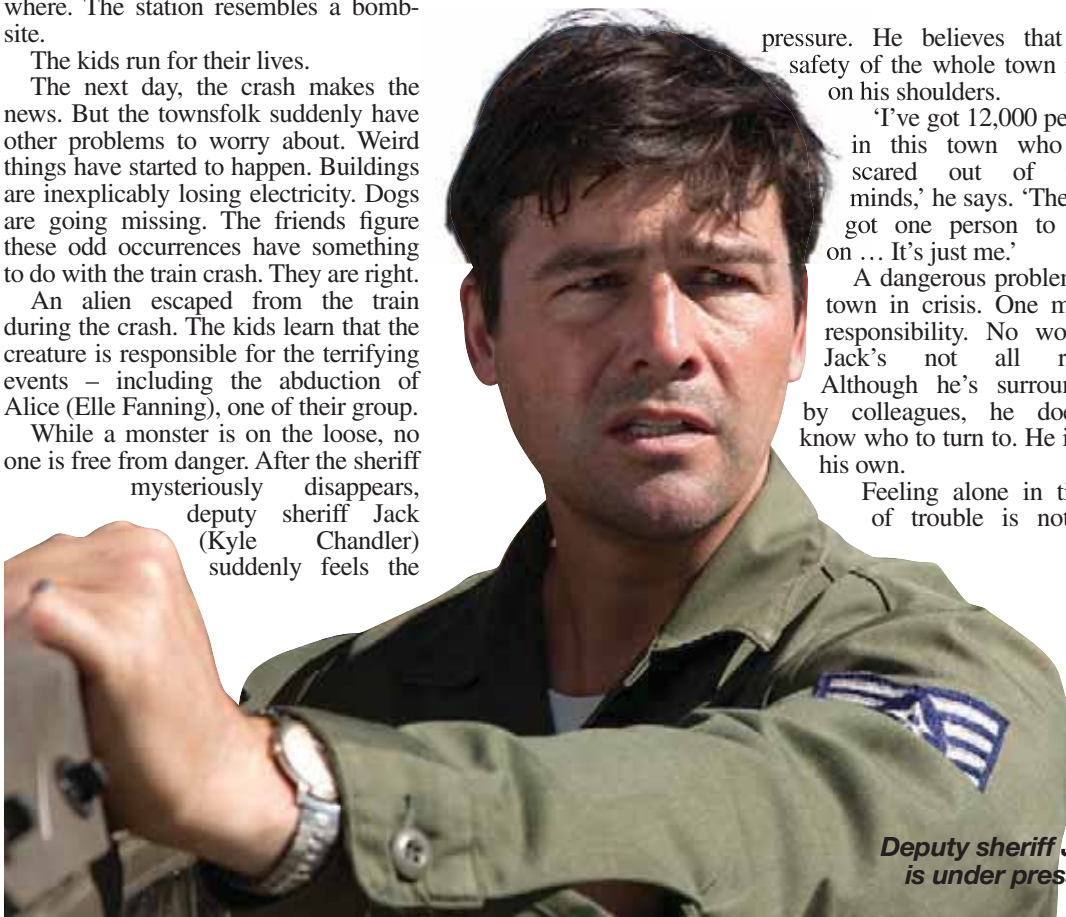 where. The station resembles a bomb-
site.
The kids run for their lives.
The next day, the crash makes the
news. But the townsfolk suddenly have
other problems to worry about. Weird
things have started to happen. Buildings
are inexplicably losing electricity. Dogs
are going missing. The friends figure
these odd occurrences have something
to do with the train crash. They are right.
An alien escaped from the train
during the crash. The kids learn that the
creature is responsible for the terrifying
events – including the abduction of
Alice (Elle Fanning), one of their group.
While a monster is on the loose, no
one is free from danger. After the sheriff
mysteriously disappears,
deputy sheriff Jack
(Kyle Chandler)
suddenly feels the
pressure. He believes that
safety of the whole town
on his shoulders.
‘I’ve got 12,000
in this town who
scared out of
minds,’ he says.
got one person to
on … It’s just me.’
A dangerous
town in crisis. One
responsibility. No
Jack’s not all
Although he’s
by colleagues, he
know who to turn to. He
his own.
Feeling alone in
of trouble is
Deputy sheriff
is under